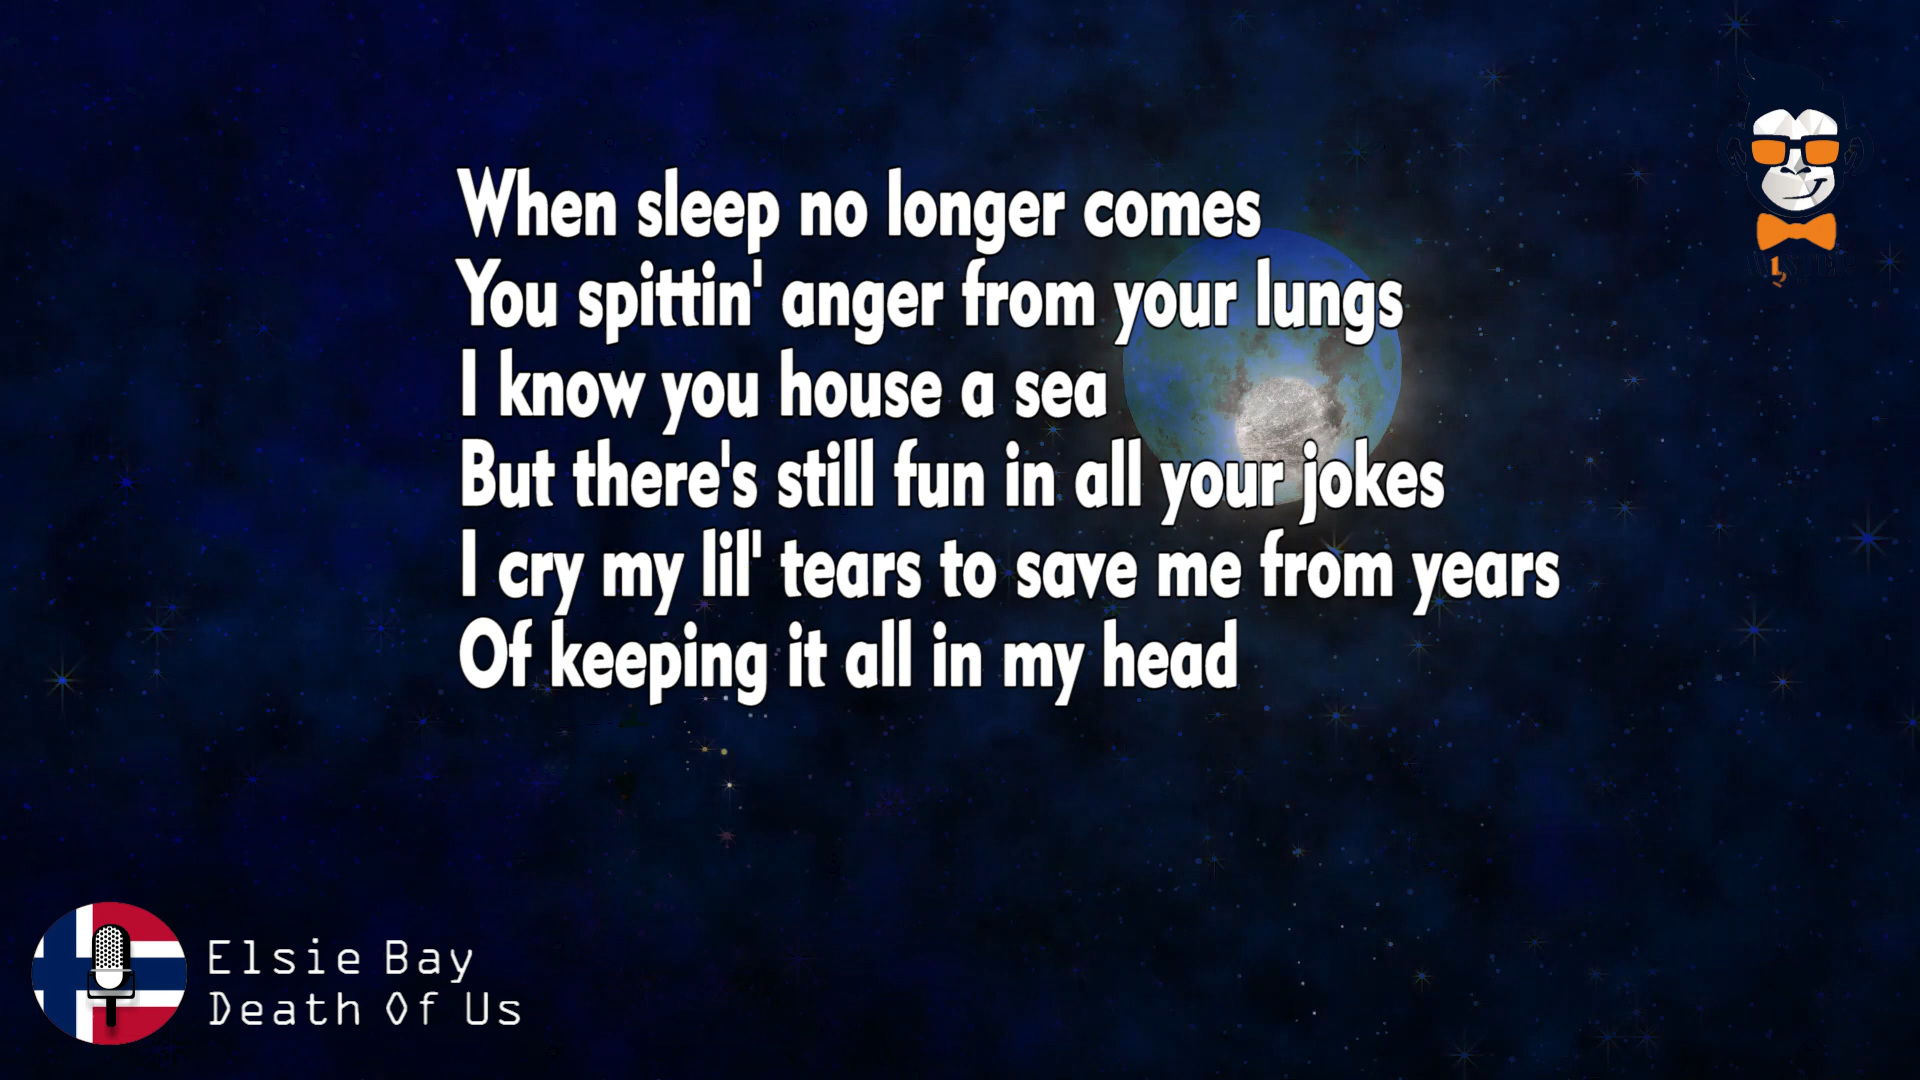 When sleep no longer comes
You spittin' anger from your lungs
I know you house a sea
But there's still fun in all your jokes
I cry my lil' tears to save me from years
Of keeping it all in my head
Elsie Bay
Death Of Us